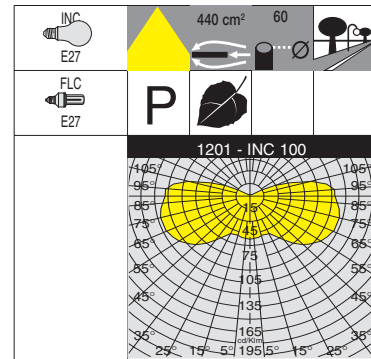 INC
E27
440 cm²
60
Ø
FLC
E27
P
1201 - INC 100
105° 105°
95° 95°
85° 85°
75° 75°
65° 65°
55° 55°
45° 45°
35° 35°
15
45
75
105
135
165
cd/Klm
25° 15° 5° 195 5° 15° 25°